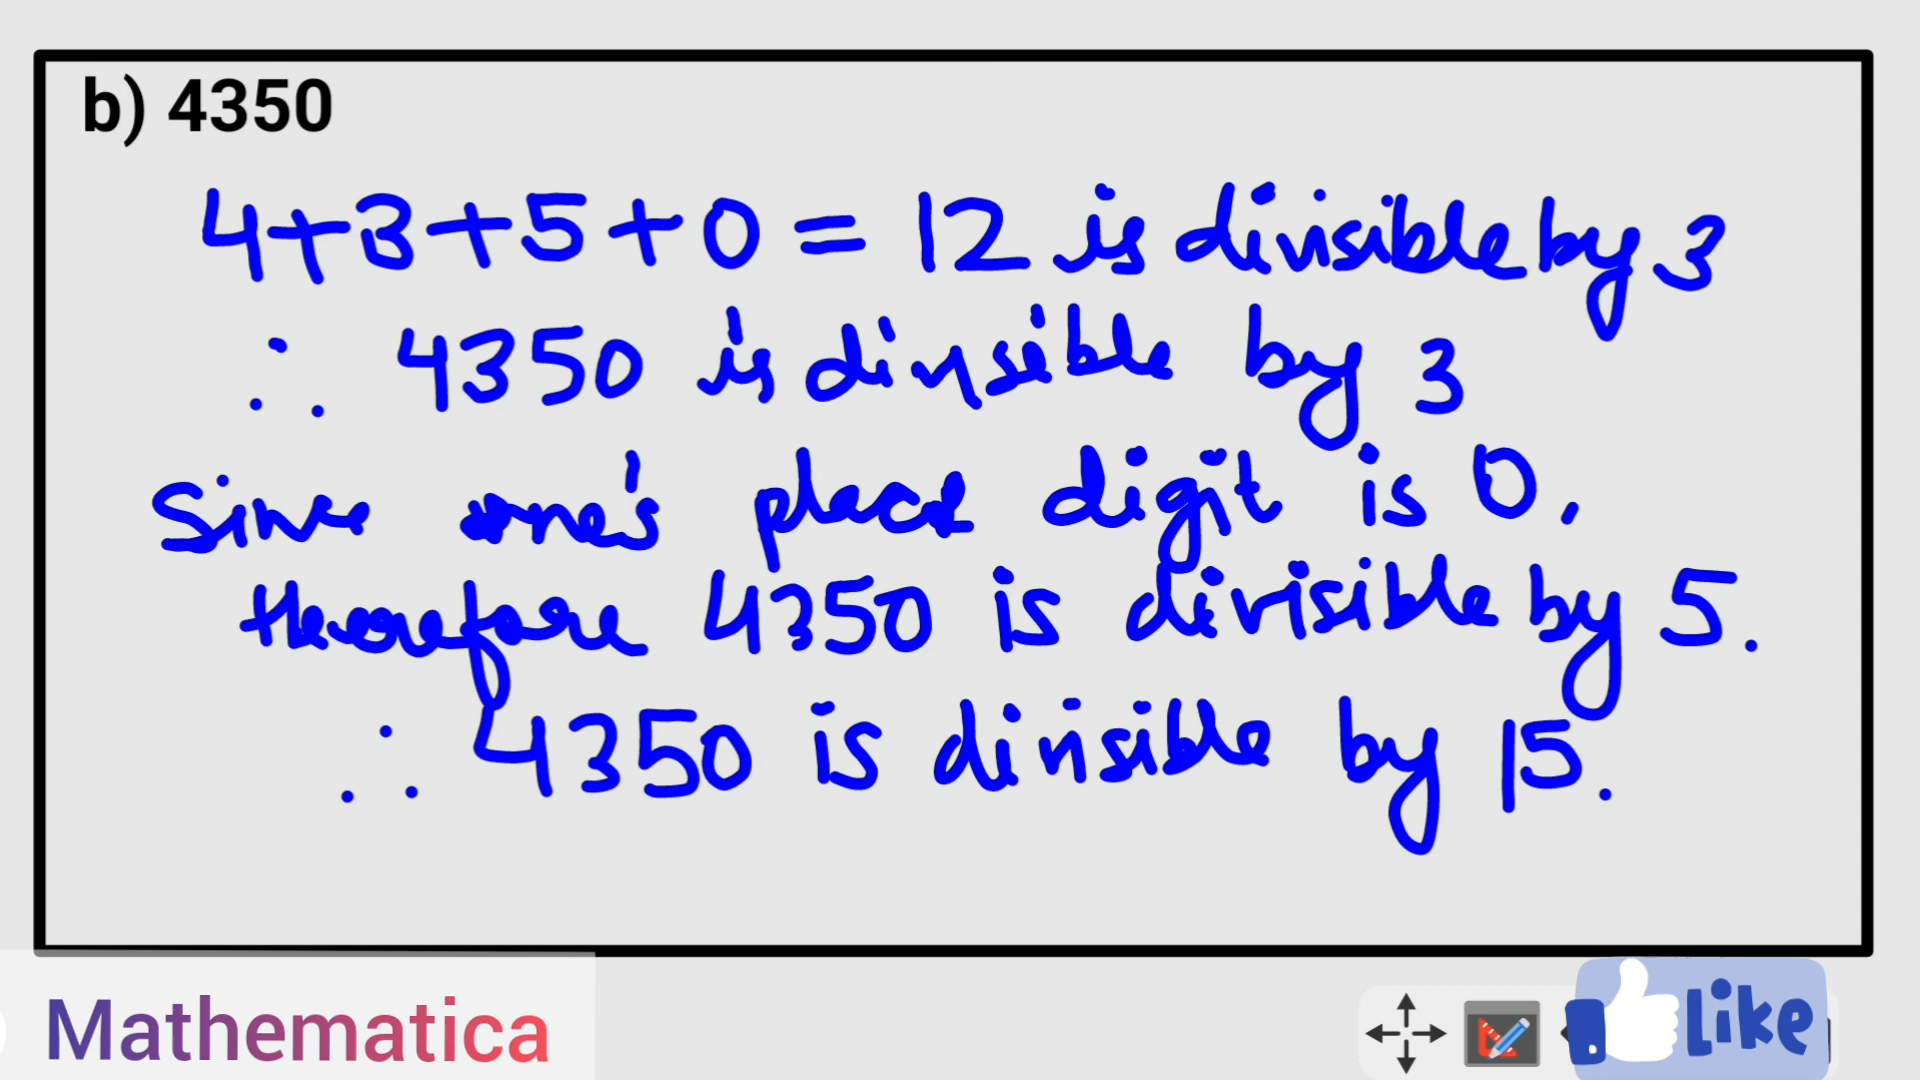 b) 4350
4+3+5+0 = 12 is divisible by 3
∴ 4350 is divisible by 3
Since one's place digit is 0,
therefore 4350 is divisible by 5.
∴ 4350 is divisible by 15.
Mathematica
LiKe